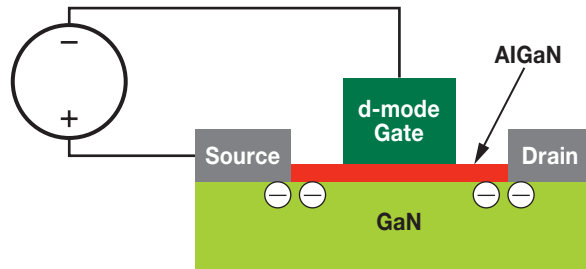 −
+
AlGaN
d-mode
Gate
Source
Drain
− − − −
GaN